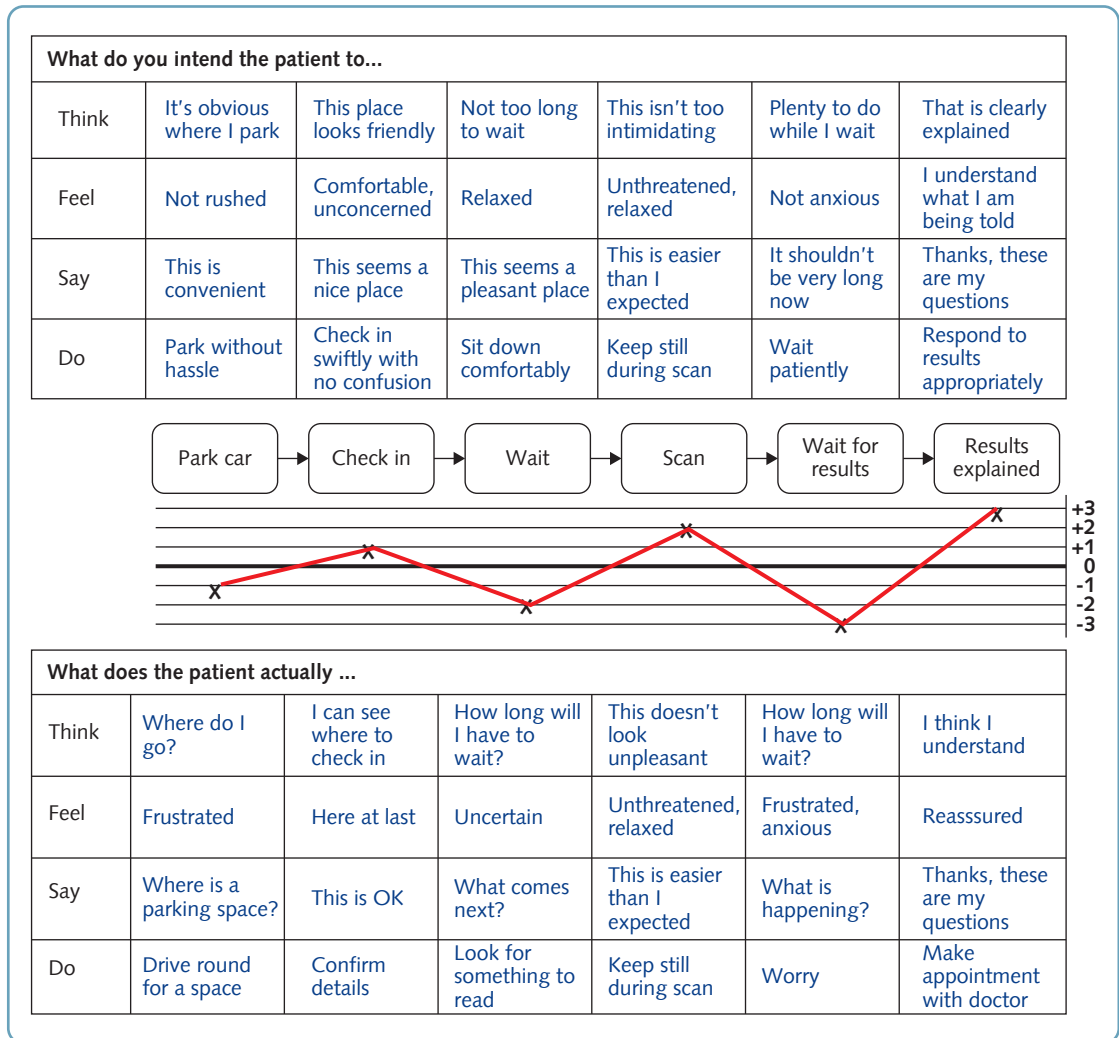 What do you intend the patient to...
Think
It's obvious
where I park
This place
looks friendly
Not too long
to wait
This isn't too
intimidating
Plenty to do
while I wait
That is clearly
explained
Feel
Not rushed
Comfortable,
unconcerned
Relaxed
Unthreatened,
relaxed
Not anxious
I understand
what I am
being told
Say
This is
convenient
This seems a
nice place
This seems a
pleasant place
This is easier
than I
expected
It shouldn't
be very long
now
Thanks, these
are my
questions
Do
Park without
hassle
Check in
swiftly with
no confusion
Sit down
comfortably
Keep still
during scan
Wait
patiently
Respond to
results
appropriately
Park car
Check in
Wait
Scan
Wait for
results
Results
explained
+3
+2
+1
0
-1
-2
-3
What does the patient actually ...
Think
Where do I
go?
I can see
where to
check in
How long will
I have to
wait?
This doesn't
look
unpleasant
How long will
I have to
wait?
I think I
understand
Feel
Frustrated
Here at last
Uncertain
Unthreatened,
relaxed
Frustrated,
anxious
Reasssured
Say
Where is a
parking space?
This is OK
What comes
next?
This is easier
than I
expected
What is
happening?
Thanks, these
are my
questions
Do
Drive round
for a space
Confirm
details
Look for
something to
read
Keep still
during scan
Worry
Make
appointment
with doctor